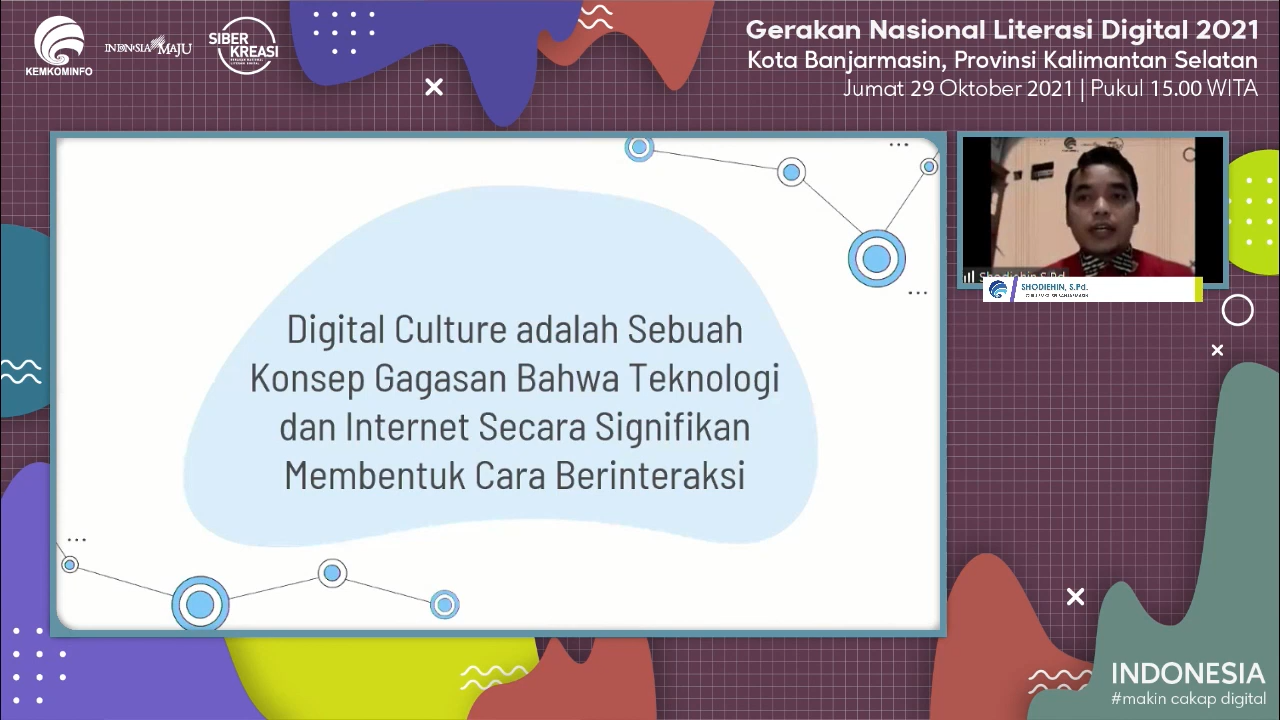 KEMKOMINFO
INDONESIA MAJU
SIBER
KREASI
Gerakan Nasional Literasi Digital 2021
Kota Banjarmasin, Provinsi Kalimantan Selatan
Jumat 29 Oktober 2021 | Pukul 15.00 WITA
Digital Culture adalah Sebuah
Konsep Gagasan Bahwa Teknologi
dan Internet Secara Signifikan
Membentuk Cara Berinteraksi
Shodiehin S.Pd
SHODIEHIN, S.Pd.
INDONESIA
#makin cakap digital